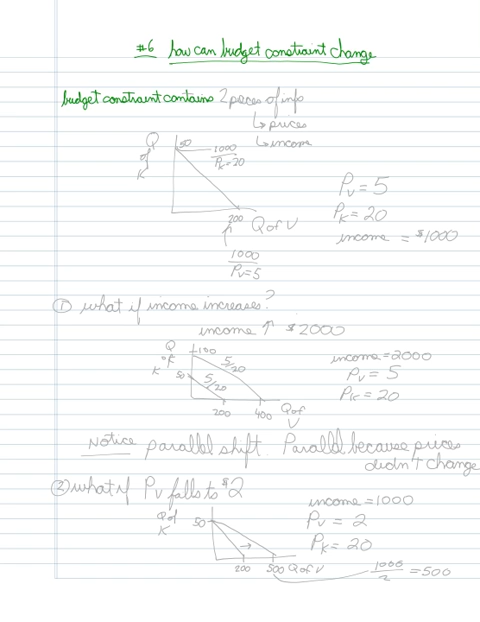 #6 how can budget constraint change
budget constraint contains 2 pieces of info
↳ prices
↳ income
Q of K
50
1000
PK=20
200
Q of V
1000
PV=5
PV = 5
PK = 20
income = $1000
① what if income increases?
income ↑ $2000
Q of K
100
5/20
50
5/20
200
400
Q of V
income=2000
PV = 5
PK = 20
Notice parallel shift. Parallel because prices
didn't change
② what if PV falls to $2
Q of K
50
→
200
500
Q of V
income = 1000
PV = 2
PK = 20
1000
2
= 500